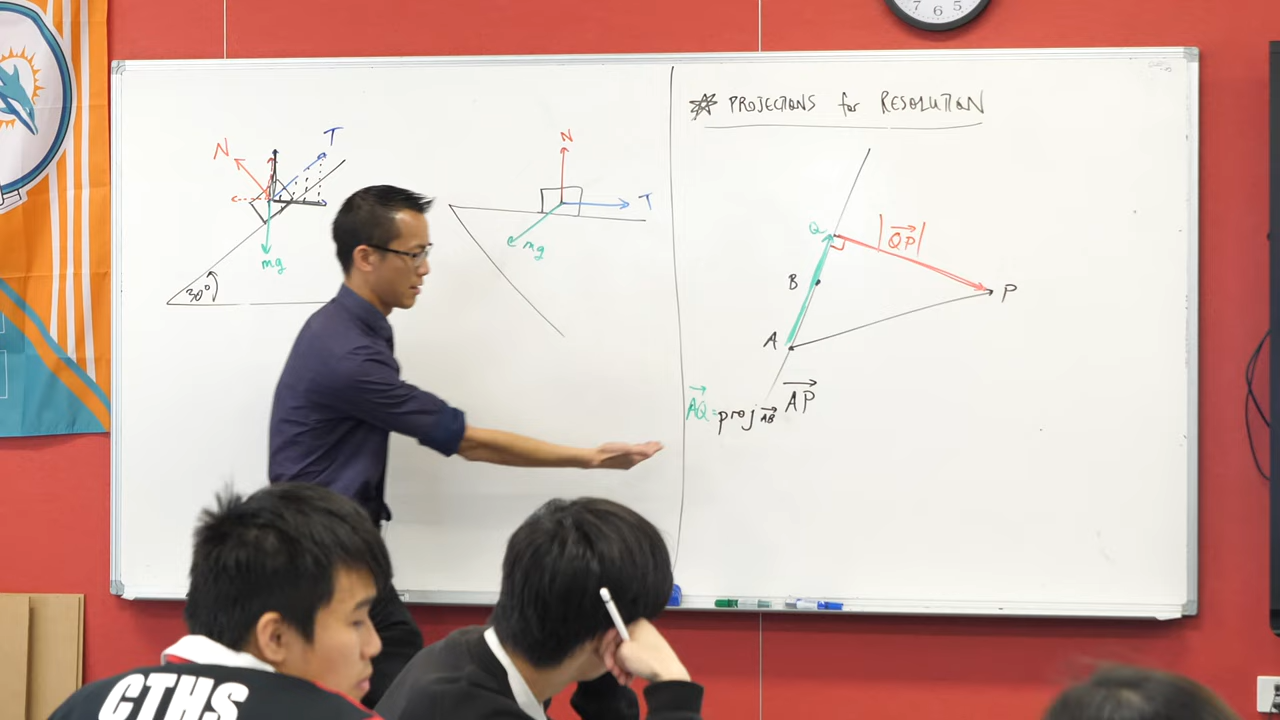 7 6 5
PROJECTIONS for RESOLUTION
N
T
mg
30°
N
T
mg
Q
|QP|
B
P
A
AQ = proj AB AP
CTHS